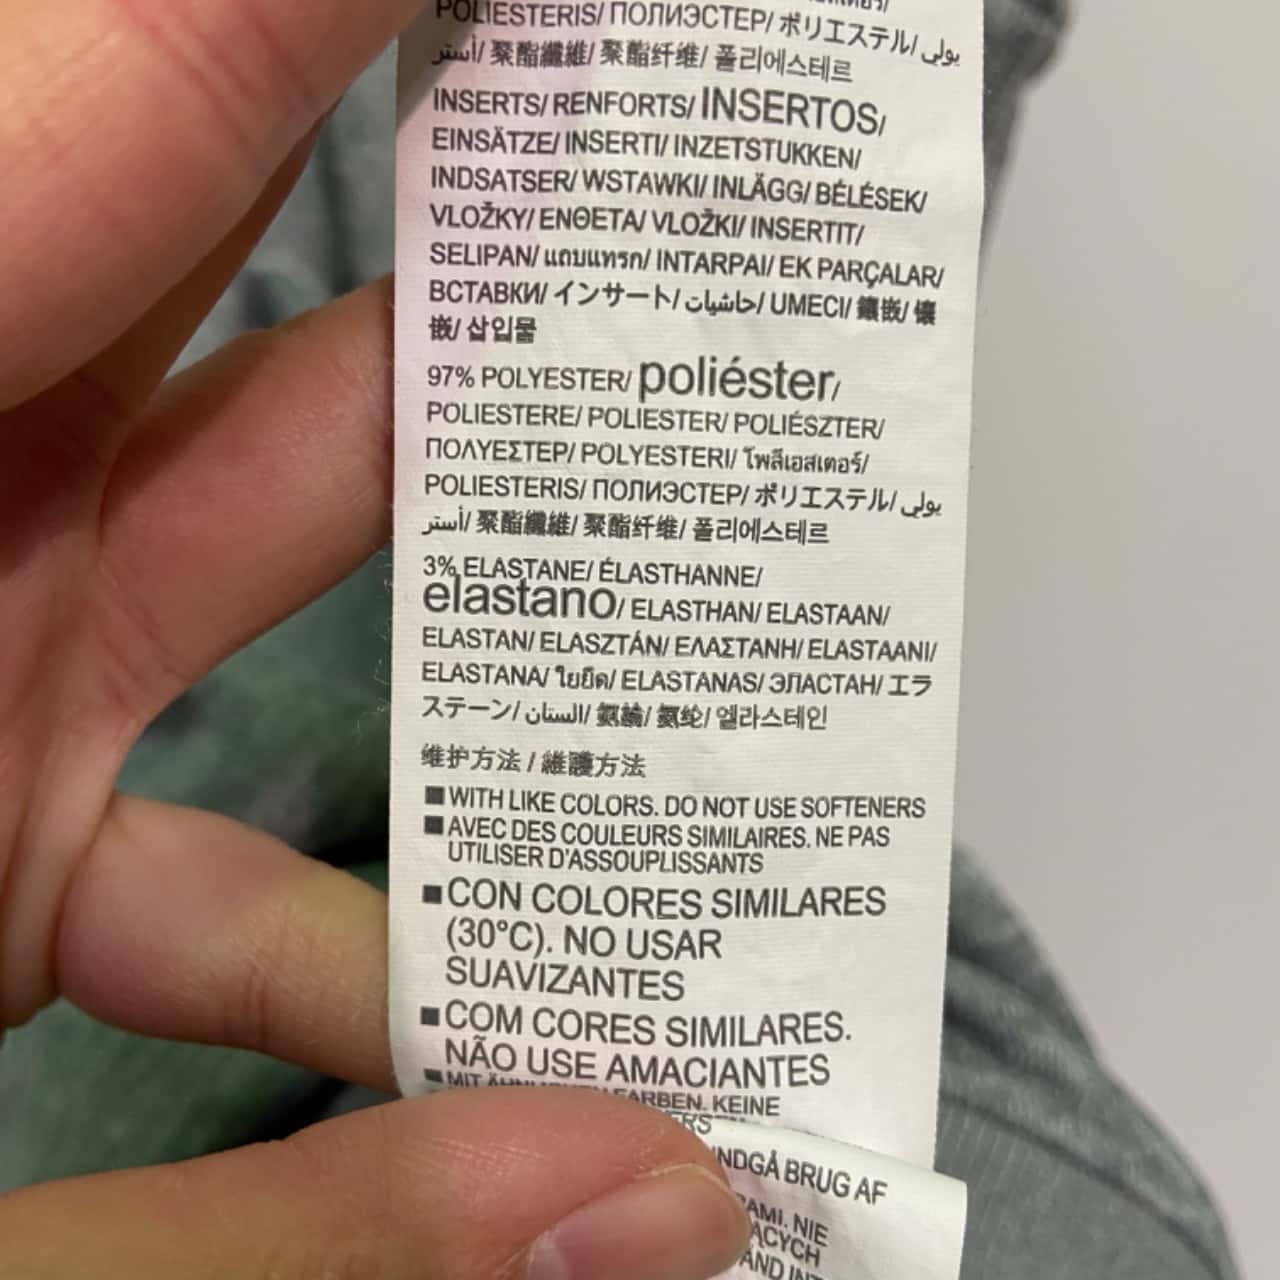 POLIESTERIS/ ПОЛИЭСТЕР/ ポリエステル/ يولي
أستر/ 聚酯纖維/ 聚酯纤维/ 폴리에스테르
INSERTS/ RENFORTS/ INSERTOS/
EINSÄTZE/ INSERTI/ INZETSTUKKEN/
INDSATSER/ WSTAWKI/ INLÄGG/ BÉLÉSEK/
VLOŽKY/ ΕΝΘΕΤΑ/ VLOŽKI/ INSERTIT/
SELIPAN/ แถบแทรก/ INTARPAI/ EK PARÇALAR/
ВСТАВКИ/ インサート/ حاشيات/ UMECI/ 鑲嵌/ 镶
嵌/ 삽입물
97% POLYESTER/ poliéster/
POLIESTERE/ POLIESTER/ POLIÉSZTER/
ΠΟΛΥΕΣΤΕΡ/ POLYESTERI/ โพลีเอสเตอร์/
POLIESTERIS/ ПОЛИЭСТЕР/ ポリエステル/ يولي
أستر/ 聚酯纖維/ 聚酯纤维/ 폴리에스테르
3% ELASTANE/ ÉLASTHANNE/
elastano/ ELASTHAN/ ELASTAAN/
ELASTAN/ ELASZTÁN/ ΕΛΑΣΤΑΝΗ/ ELASTAANI/
ELASTANA/ ใยยืด/ ELASTANAS/ ЭЛАСТАН/ エラ
ステーン/ الستان/ 氨綸/ 氨纶/ 엘라스테인
维护方法 / 維護方法
■ WITH LIKE COLORS. DO NOT USE SOFTENERS
■ AVEC DES COULEURS SIMILAIRES. NE PAS
UTILISER D'ASSOUPLISSANTS
■ CON COLORES SIMILARES
(30°C). NO USAR
SUAVIZANTES
■ COM CORES SIMILARES.
NÃO USE AMACIANTES
■ MIT ÄHNLICHEN FARBEN. KEINE
UNDGÅ BRUG AF
NIE